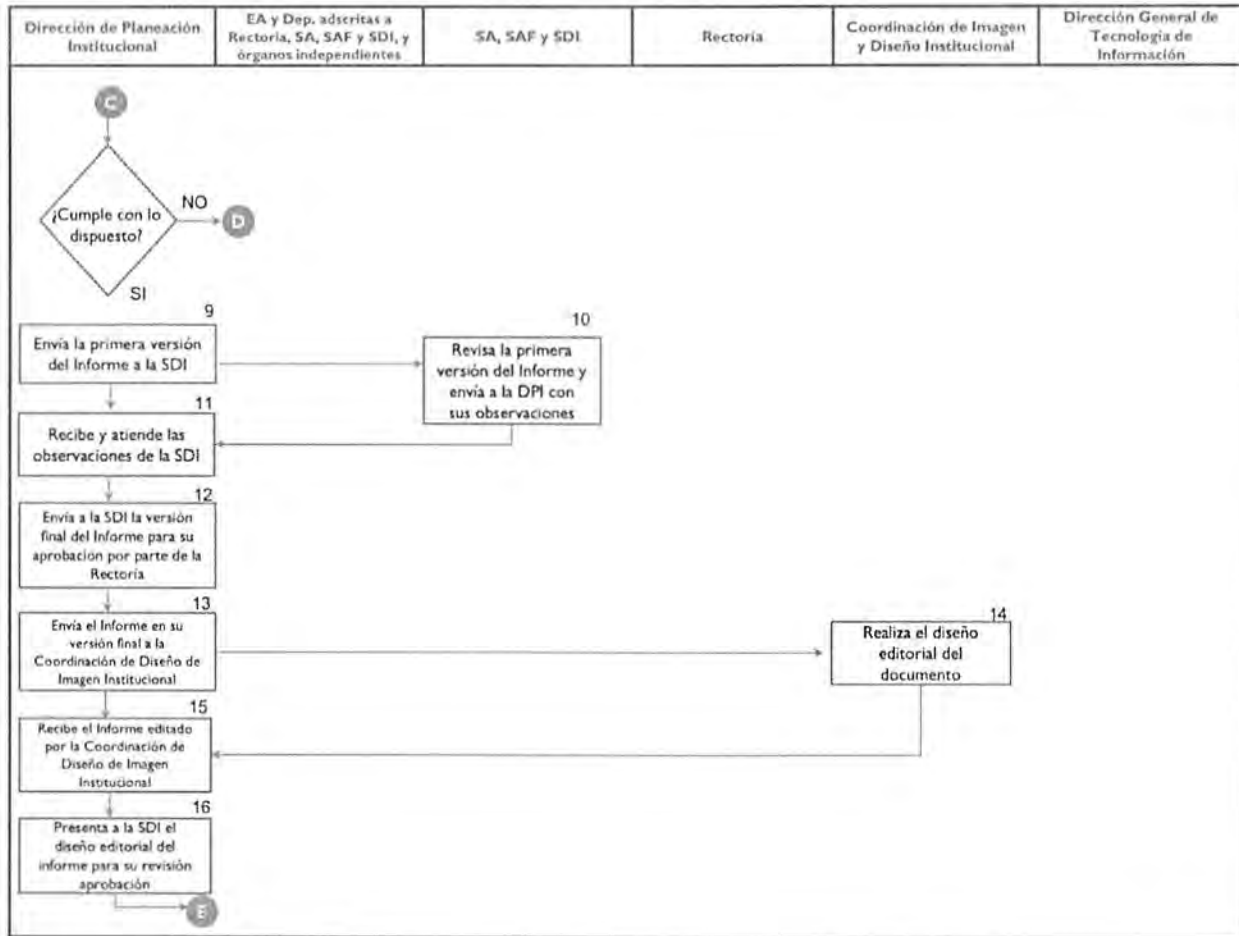 Dirección de Planeación
Institucional
EA y Dep. adscritas a
Rectoría, SA, SAF y SDI, y
órganos independientes
SA, SAF y SDI
Rectoría
Coordinación de Imagen
y Diseño Institucional
Dirección General de
Tecnología de
Información
C
¿Cumple con lo
dispuesto?
NO
D
SI
9
Envía la primera versión
del Informe a la SDI
10
Revisa la primera
versión del Informe y
envía a la DPI con
sus observaciones
11
Recibe y atiende las
observaciones de la SDI
12
Envía a la SDI la versión
final del Informe para su
aprobación por parte de la
Rectoría
13
Envía el Informe en su
versión final a la
Coordinación de Diseño de
Imagen Institucional
14
Realiza el diseño
editorial del
documento
15
Recibe el Informe editado
por la Coordinación de
Diseño de Imagen
Institucional
16
Presenta a la SDI el
diseño editorial del
informe para su revisión
aprobación
E